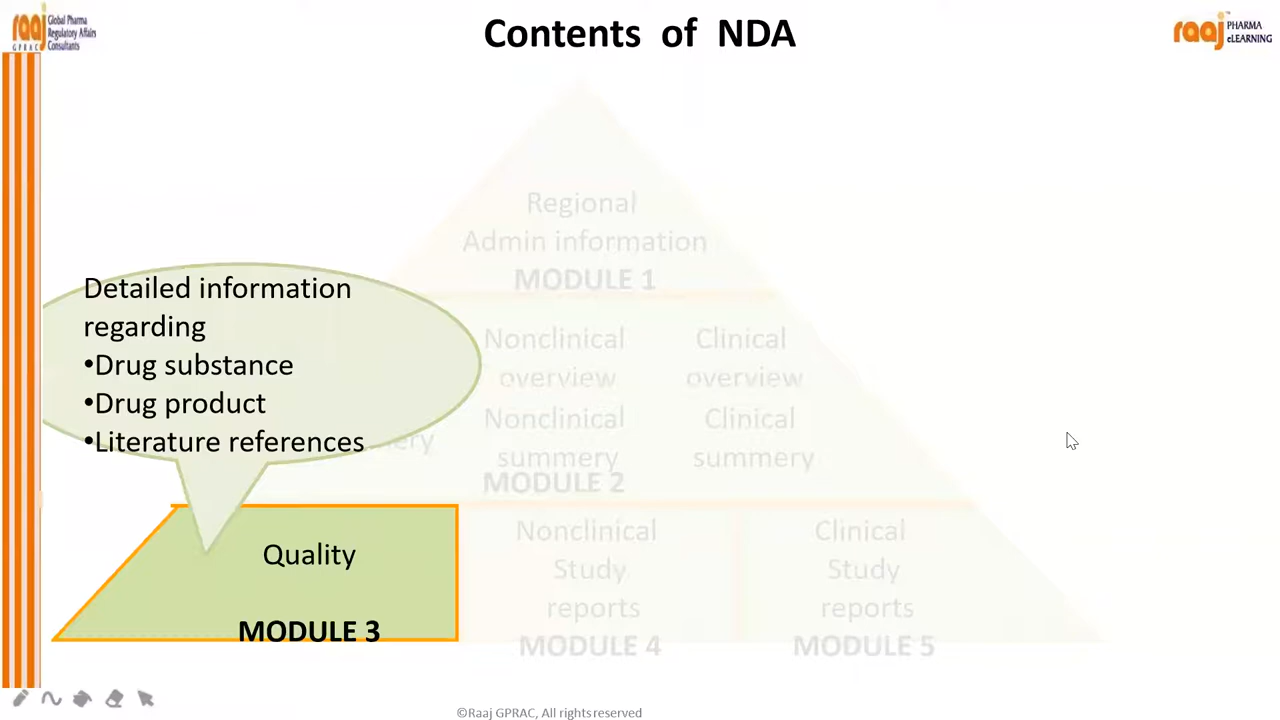 raaj
GPRAC
Global Pharma
Regulatory Affairs
Consultants
Contents of NDA
raaj
™
PHARMA
eLEARNING
Regional
Admin information
MODULE 1
Detailed information
regarding
•Drug substance
•Drug product
•Literature references
Nonclinical
overview
Clinical
overview
Nonclinical
summery
Clinical
summery
MODULE 2
Quality
MODULE 3
Nonclinical
Study
reports
MODULE 4
Clinical
Study
reports
MODULE 5
©Raaj GPRAC, All rights reserved